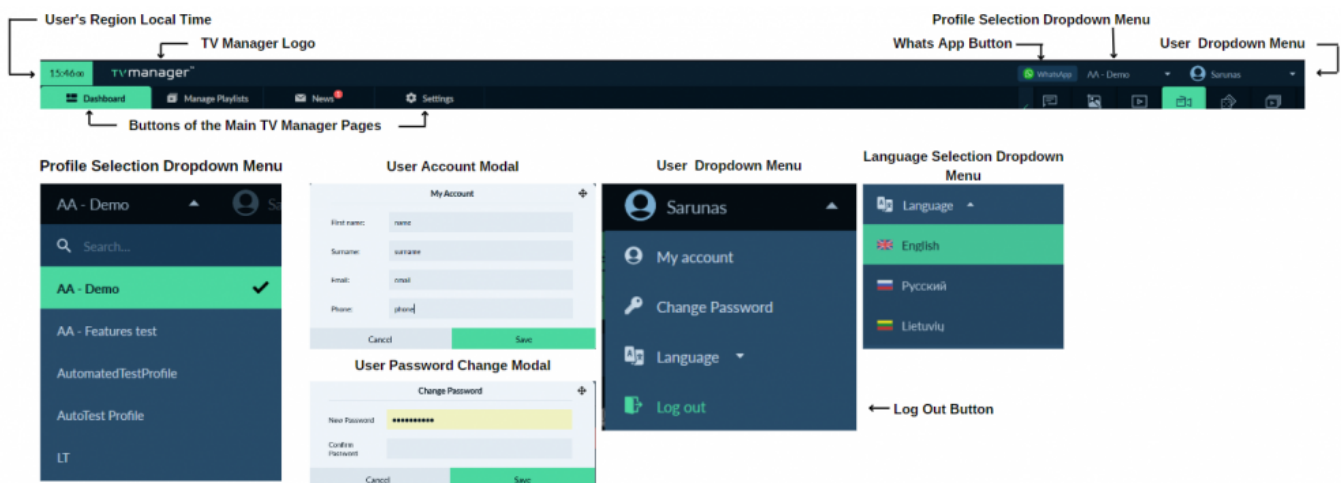 User's Region Local Time
Profile Selection Dropdown Menu
TV Manager Logo
Whats App Button
User Dropdown Menu
15:46
TVmanager
WhatsApp
AA - Demo
Sarunas
Dashboard
Manage Playlists
News
Settings
Buttons of the Main TV Manager Pages
Profile Selection Dropdown Menu
AA - Demo
Sa
Search...
AA - Demo
AA - Features test
AutomatedTestProfile
AutoTest Profile
LT
User Account Modal
My Account
First name:
name
Surname:
surname
Email:
email
Phone:
phone
Cancel
Save
User Password Change Modal
Change Password
New Password
Confirm
Password
Cancel
Save
User Dropdown Menu
Sarunas
My account
Change Password
Language
Log out
Language Selection Dropdown
Menu
Language
English
Русский
Lietuvių
Log Out Button